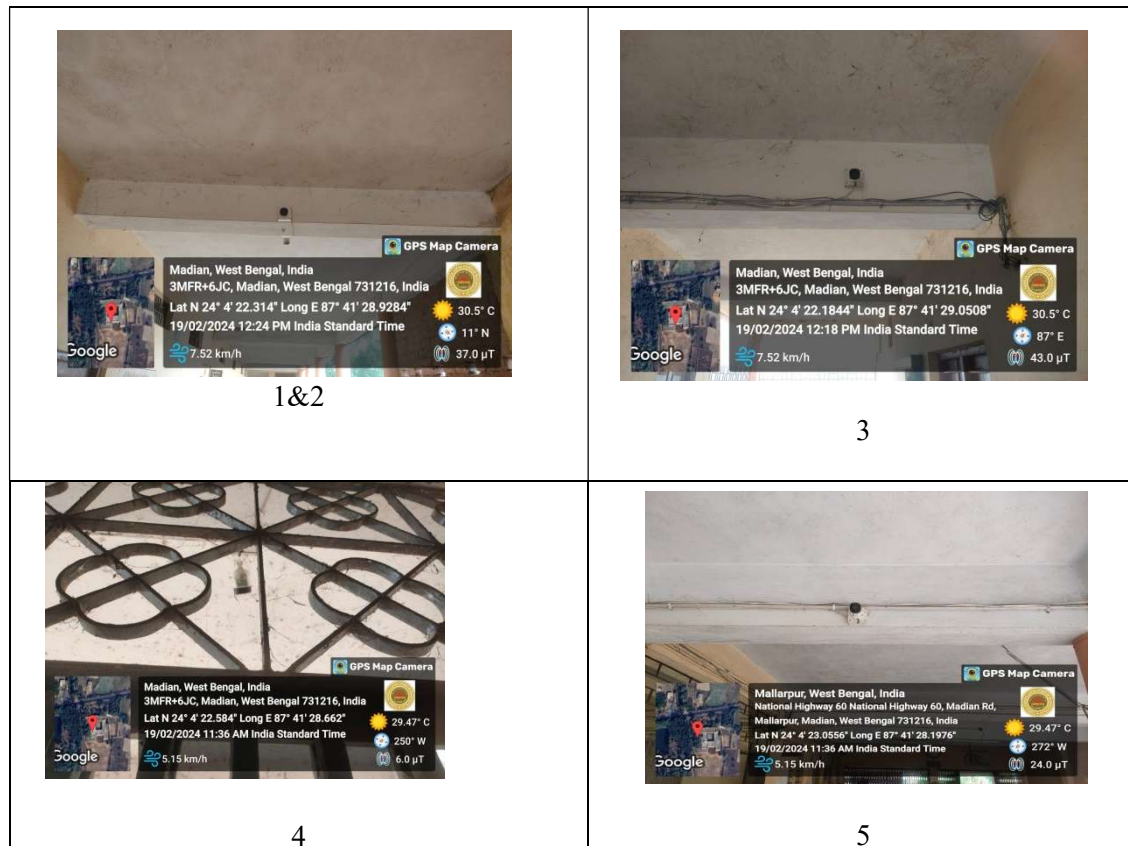 GPS Map Camera
Madian, West Bengal, India
3MFR+6JC, Madian, West Bengal 731216, India
Lat N 24° 4' 22.314" Long E 87° 41' 28.9284"
19/02/2024 12:24 PM India Standard Time
Google
7.52 km/h
30.5° C
11° N
37.0 µT
1&2
GPS Map Camera
Madian, West Bengal, India
3MFR+6JC, Madian, West Bengal 731216, India
Lat N 24° 4' 22.1844" Long E 87° 41' 29.0508"
19/02/2024 12:18 PM India Standard Time
Google
7.52 km/h
30.5° C
87° E
43.0 µT
3
GPS Map Camera
Madian, West Bengal, India
3MFR+6JC, Madian, West Bengal 731216, India
Lat N 24° 4' 22.584" Long E 87° 41' 28.662"
19/02/2024 11:36 AM India Standard Time
Google
5.15 km/h
29.47° C
250° W
6.0 µT
4
GPS Map Camera
Mallarpur, West Bengal, India
National Highway 60 National Highway 60, Madian Rd,
Mallarpur, Madian, West Bengal 731216, India
Lat N 24° 4' 23.0556" Long E 87° 41' 28.1976"
19/02/2024 11:36 AM India Standard Time
Google
5.15 km/h
29.47° C
272° W
24.0 µT
5